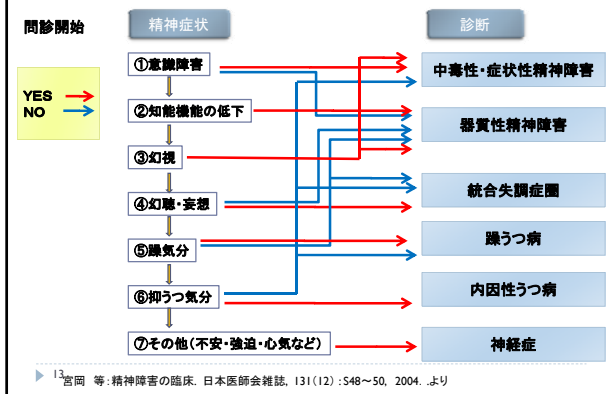 問診開始
精神症状
診断
YES
NO
①意識障害
②知能機能の低下
③幻視
④幻聴・妄想
⑤躁気分
⑥抑うつ気分
⑦その他(不安・強迫・心気など)
中毒性・症状性精神障害
器質性精神障害
統合失調症圏
躁うつ病
内因性うつ病
神経症
13
宮岡 等:精神障害の臨床. 日本医師会雑誌, 131(12):S48～50, 2004. .より